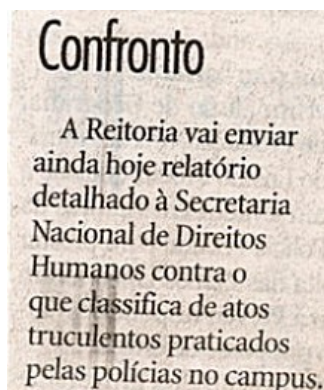 Confronto
A Reitoria vai enviar
ainda hoje relatório
detalhado à Secretaria
Nacional de Direitos
Humanos contra o
que classifica de atos
truculentos praticados
pelas polícias no campus